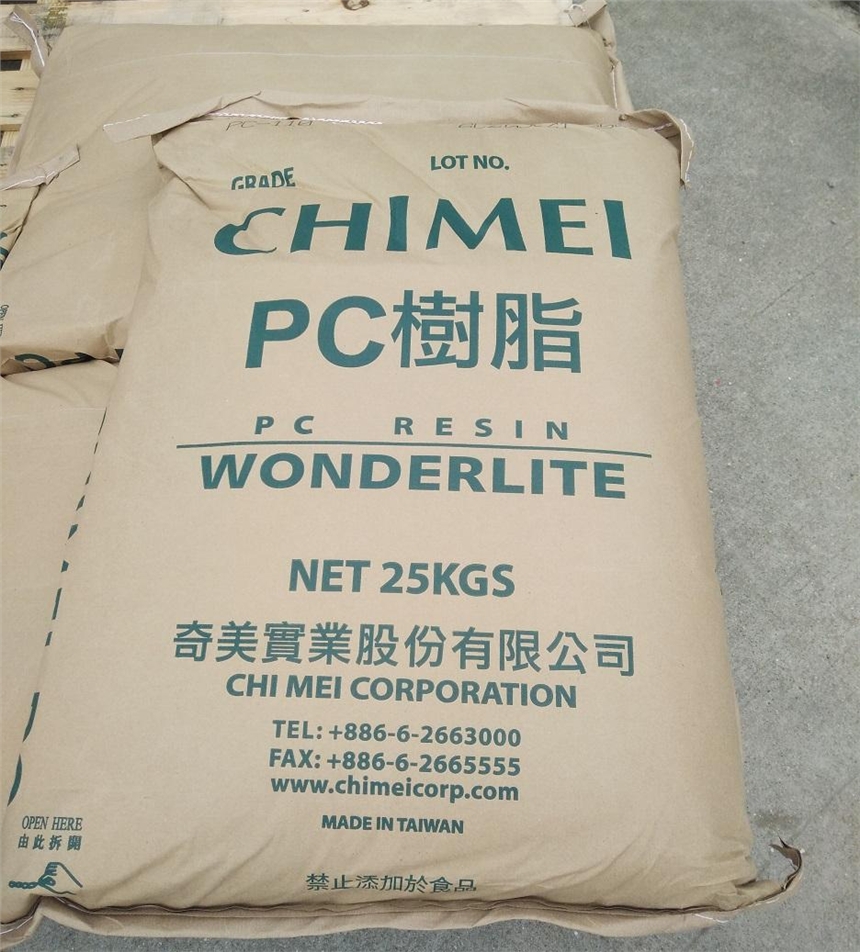 PC-110
LOT NO.
GRADE
CHIMEI
PC樹脂
PC RESIN
WONDERLITE
NET 25KGS
奇美實業股份有限公司
CHI MEI CORPORATION
TEL: +886-6-2663000
FAX: +886-6-2665555
www.chimeicorp.com
MADE IN TAIWAN
OPEN HERE
由此拆開
禁止添加於食品